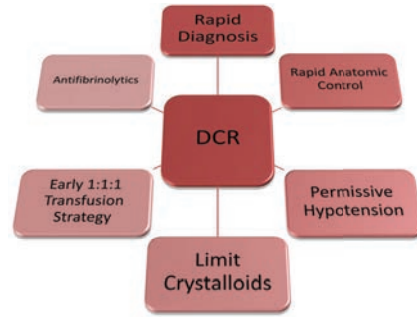 Rapid
Diagnosis
Antifibrinolytics
Rapid Anatomic
Control
DCR
Early 1:1:1
Transfusion
Strategy
Permissive
Hypotension
Limit
Crystalloids